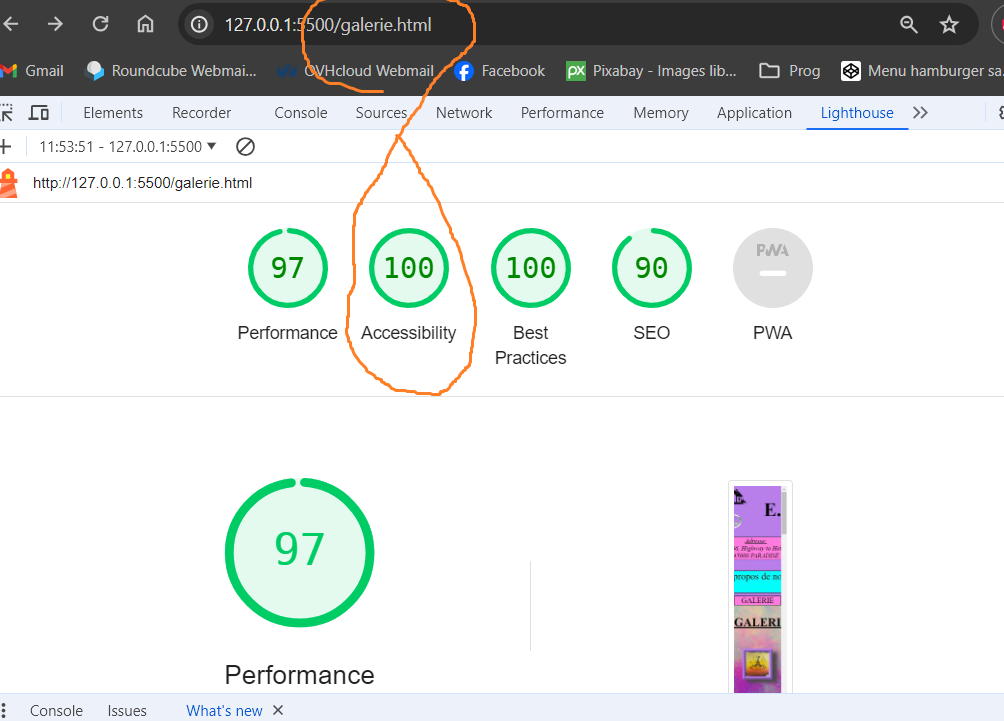 127.0.0.1:5500/galerie.html
Gmail Roundcube Webmai... OVHcloud Webmail Facebook px Pixabay - Images lib... Prog Menu hamburger sa...
Elements Recorder Console Sources Network Performance Memory Application Lighthouse
11:53:51 - 127.0.0.1:5500
http://127.0.0.1:5500/galerie.html
97 100 100 90 PWA
Performance Accessibility Best Practices SEO PWA
97
E.
Adresse:
Highway to
PARADISE
propos de no
GALERIE
GALERI
Performance
Console Issues What's new